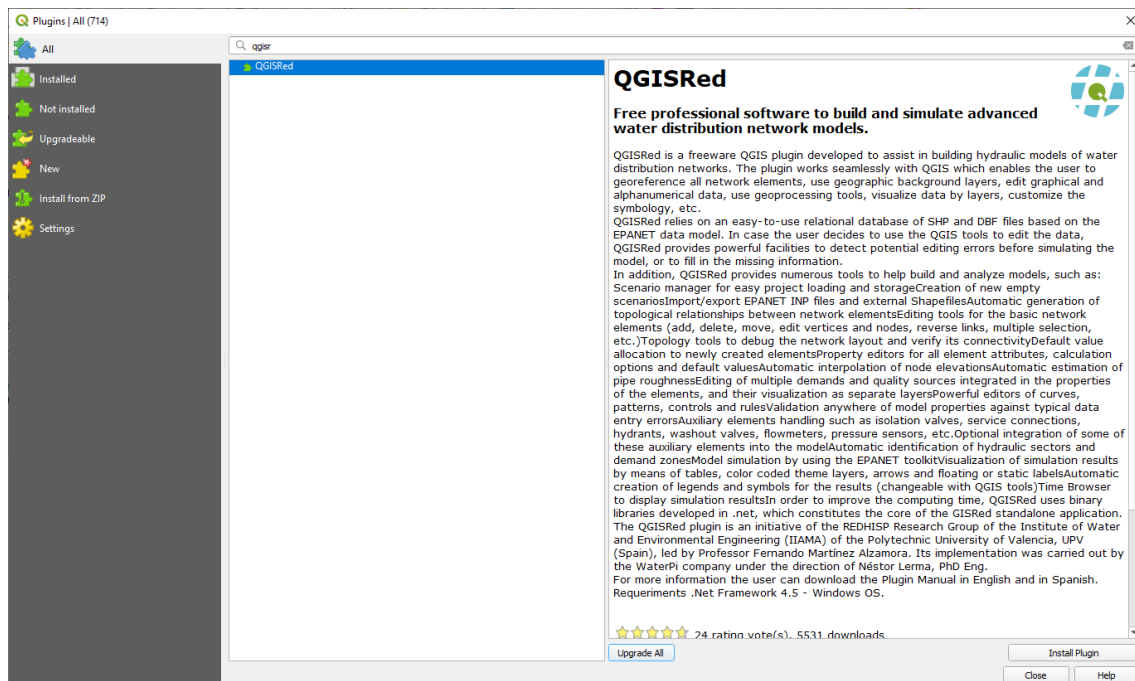 Plugins | All (714)
All
Installed
Not installed
Upgradeable
New
Install from ZIP
Settings
qgisr
QGISRed
QGISRed
Free professional software to build and simulate advanced
water distribution network models.
QGISRed is a freeware QGIS plugin developed to assist in building hydraulic models of water
distribution networks. The plugin works seamlessly with QGIS which enables the user to
georeference all network elements, use geographic background layers, edit graphical and
alphanumerical data, use geoprocessing tools, visualize data by layers, customize the
symbology, etc.
QGISRed relies on an easy-to-use relational database of SHP and DBF files based on the
EPANET data model. In case the user decides to use the QGIS tools to edit the data,
QGISRed provides powerful facilities to detect potential editing errors before simulating the
model, or to fill in the missing information.
In addition, QGISRed provides numerous tools to help build and analyze models, such as:
Scenario manager for easy project loading and storageCreation of new empty
scenariosImport/export EPANET INP files and external ShapefilesAutomatic generation of
topological relationships between network elementsEditing tools for the basic network
elements (add, delete, move, edit vertices and nodes, reverse links, multiple selection,
etc.)Topology tools to debug the network layout and verify its connectivityDefault value
allocation to newly created elementsProperty editors for all element attributes, calculation
options and default valuesAutomatic interpolation of node elevationsAutomatic estimation of
pipe roughnessEditing of multiple demands and quality sources integrated in the properties
of the elements, and their visualization as separate layersPowerful editors of curves,
patterns, controls and rulesValidation anywhere of model properties against typical data
entry errorsAuxiliary elements handling such as isolation valves, service connections,
hydrants, washout valves, flowmeters, pressure sensors, etc.Optional integration of some of
these auxiliary elements into the modelAutomatic identification of hydraulic sectors and
demand zonesModel simulation by using the EPANET toolkitVisualization of simulation results
by means of tables, color coded theme layers, arrows and floating or static labelsAutomatic
creation of legends and symbols for the results (changeable with QGIS tools)Time Browser
to display simulation resultsIn order to improve the computing time, QGISRed uses binary
libraries developed in .net, which constitutes the core of the GISRed standalone application.
The QGISRed plugin is an initiative of the REDHISP Research Group of the Institute of Water
and Environmental Engineering (IIAMA) of the Polytechnic University of Valencia, UPV
(Spain), led by Professor Fernando Martínez Alzamora. Its implementation was carried out by
the WaterPi company under the direction of Néstor Lerma, PhD Eng.
For more information the user can download the Plugin Manual in English and in Spanish.
Requeriments .Net Framework 4.5 - Windows OS.
24 rating vote(s), 5531 downloads
Upgrade All
Install Plugin
Close
Help